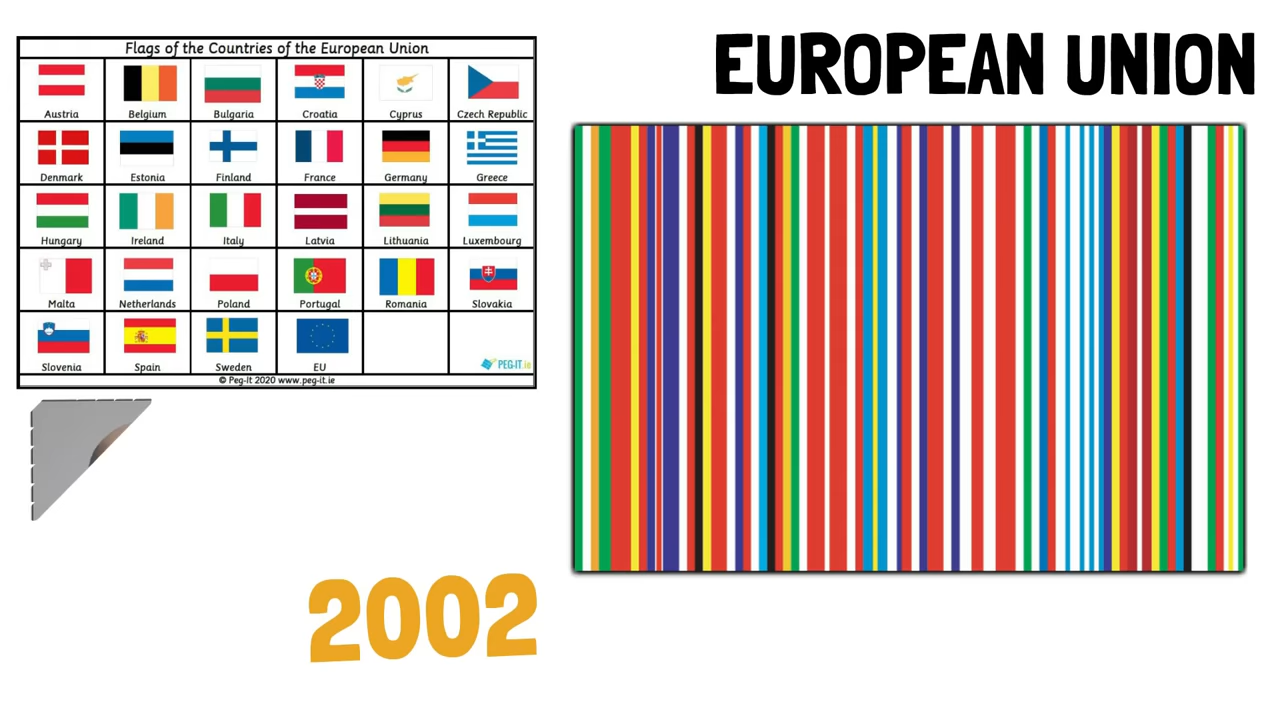 EUROPEAN UNION
Flags of the Countries of the European Union
Austria Belgium Bulgaria Croatia Cyprus Czech Republic
Denmark Estonia Finland France Germany Greece
Hungary Ireland Italy Latvia Lithuania Luxembourg
Malta Netherlands Poland Portugal Romania Slovakia
PEG-IT.ie
Slovenia Spain Sweden EU
© Peg-It 2020 www.peg-it.ie
2002